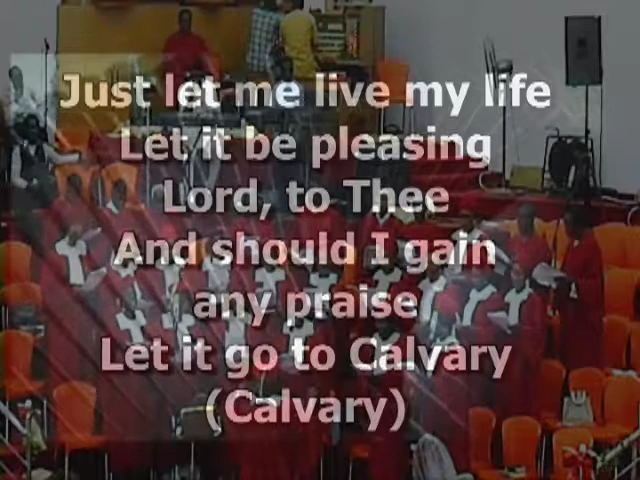 Just let me live my life
Let it be pleasing
Lord, to Thee
And should I gain
any praise
Let it go to Calvary
(Calvary)